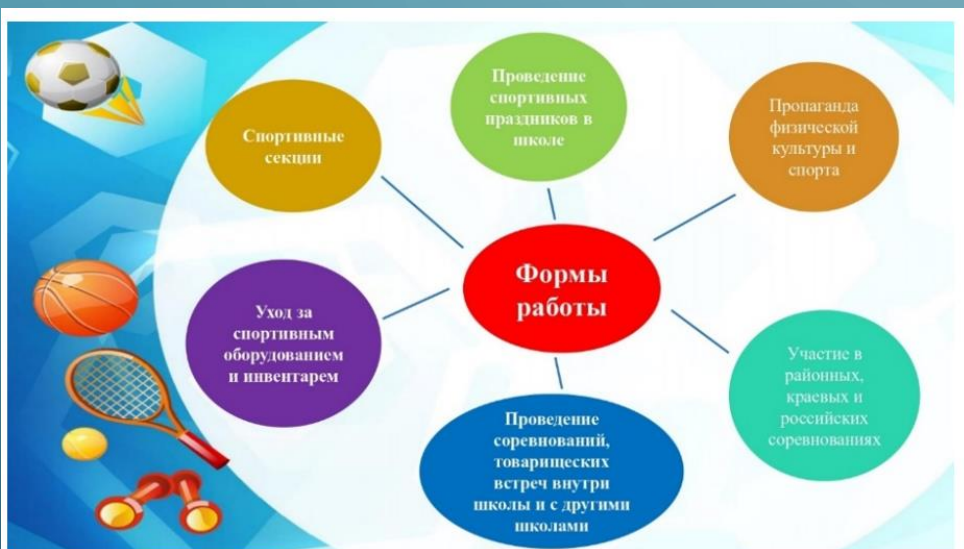 Проведение
спортивных
праздников в
школе
Спортивные
секции
Пропаганда
физической
культуры и
спорта
Формы
работы
Уход за
спортивным
оборудованием
и инвентарем
Участие в
районных,
краевых и
российских
соревнованиях
Проведение
соревнований,
товарищеских
встреч внутри
школы и с другими
школами